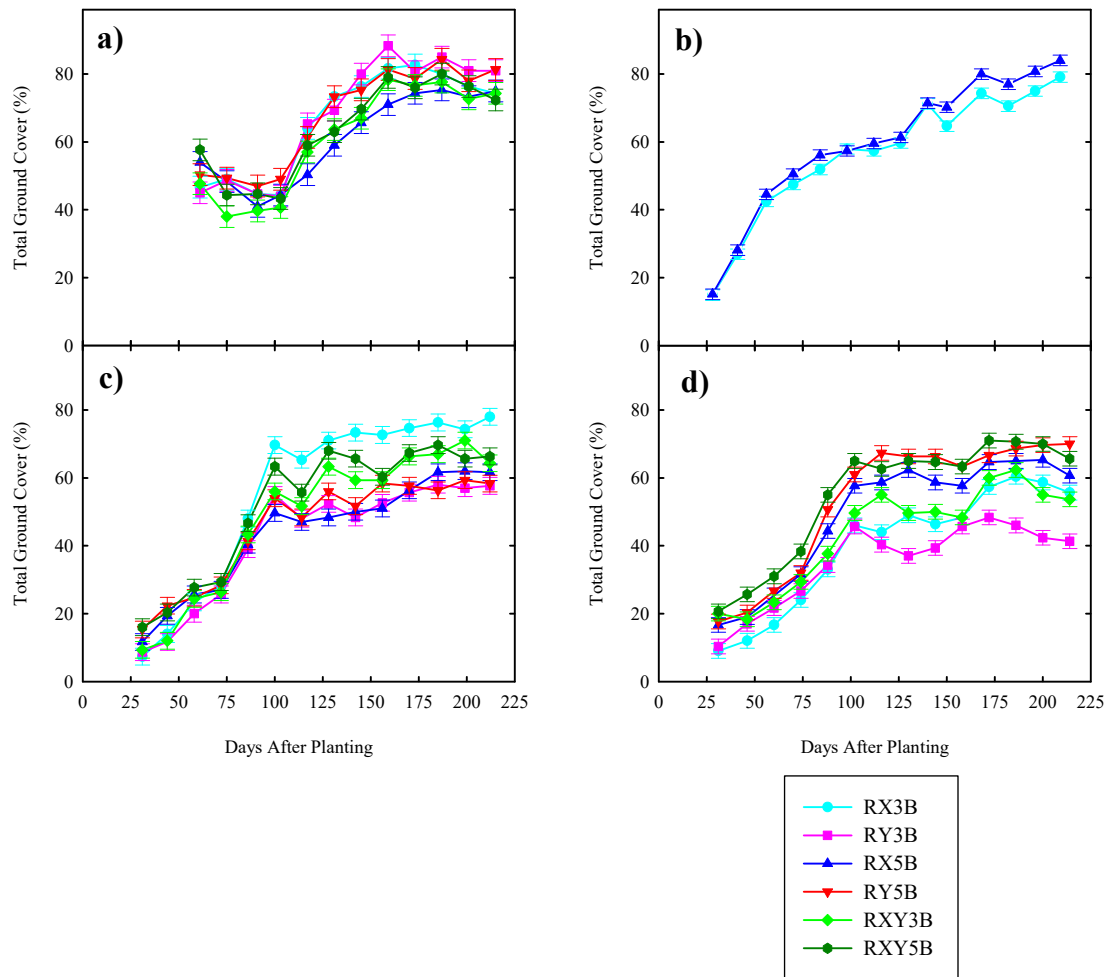 a)
b)
Total Ground Cover (%)
80
60
40
20
0
Total Ground Cover (%)
80
60
40
20
0
c)
d)
Total Ground Cover (%)
80
60
40
20
0
Total Ground Cover (%)
80
60
40
20
0
0 25 50 75 100 125 150 175 200 225
0 25 50 75 100 125 150 175 200 225
Days After Planting
Days After Planting
RX3B
RY3B
RX5B
RY5B
RXY3B
RXY5B